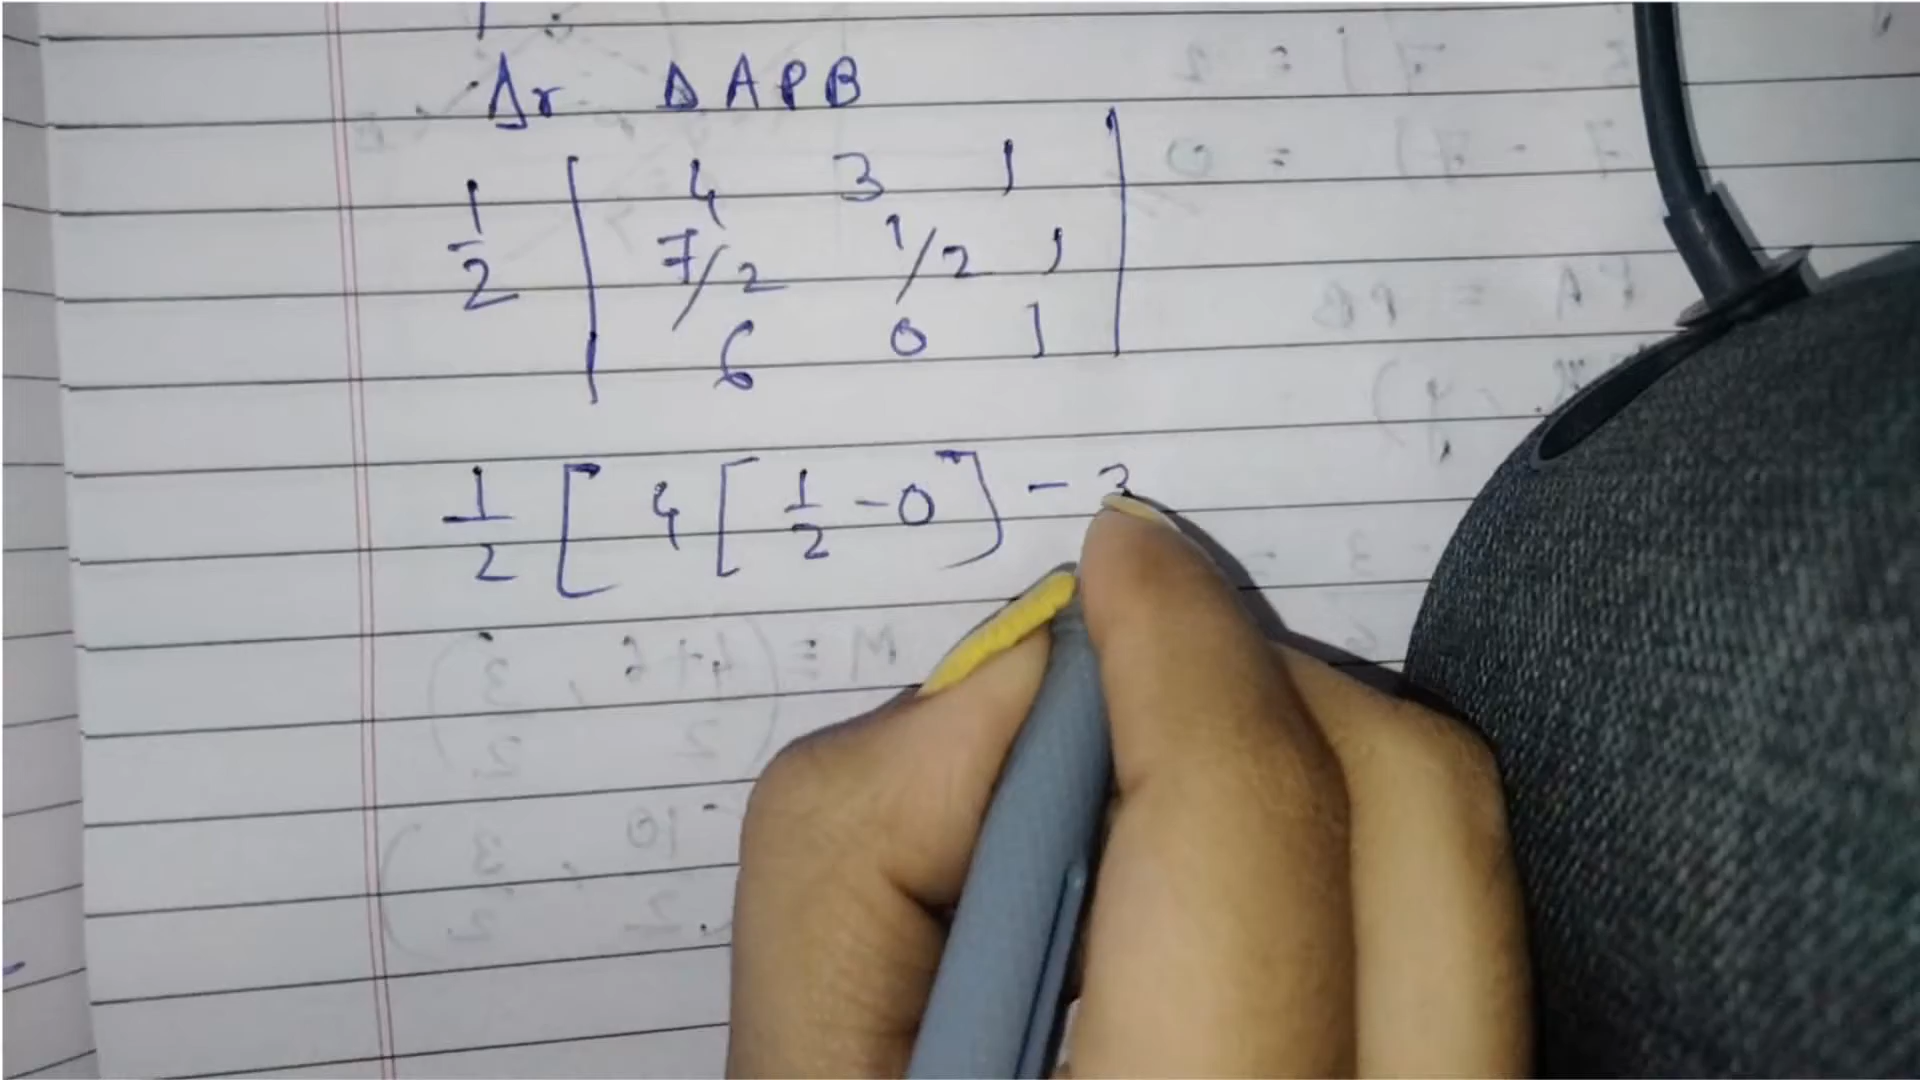 Ar Δ A P B
1/2 | 4 3 1 |
| 7/2 1/2 1 |
| 6 0 1 |
1/2 [ 4 [ 1/2 - 0 ] - 3